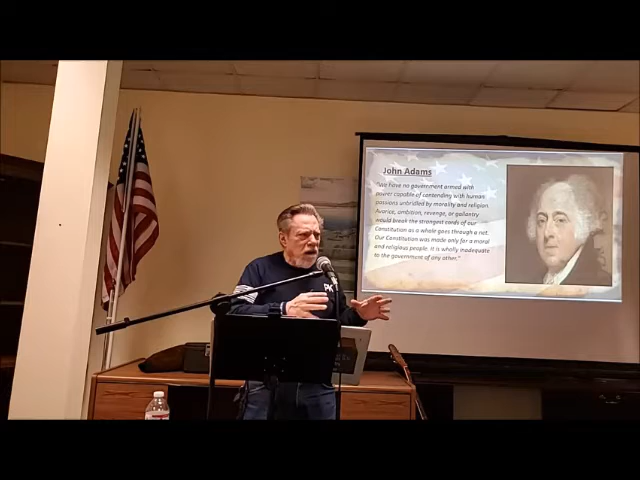 John Adams
"We have no government armed with
power capable of contending with human
passions unbridled by morality and religion.
Avarice, ambition, revenge, or gallantry
would break the strongest cords of our
Constitution as a whale goes through a net.
Our Constitution was made only for a moral
and religious people. It is wholly inadequate
to the government of any other."